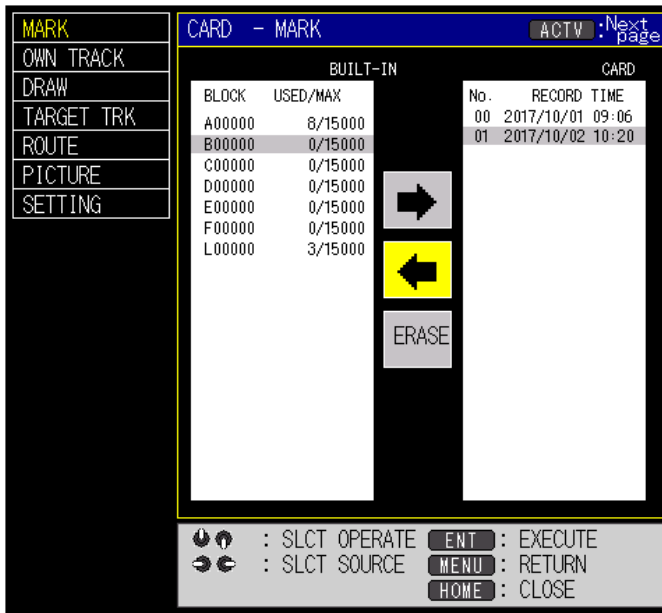 MARK
OWN TRACK
DRAW
TARGET TRK
ROUTE
PICTURE
SETTING
CARD - MARK
ACTV :Next page
BUILT-IN
BLOCK USED/MAX
A00000 8/15000
B00000 0/15000
C00000 0/15000
D00000 0/15000
E00000 0/15000
F00000 0/15000
L00000 3/15000
ERASE
CARD
No. RECORD TIME
00 2017/10/01 09:06
01 2017/10/02 10:20
: SLCT OPERATE ENT : EXECUTE
: SLCT SOURCE MENU : RETURN
HOME : CLOSE